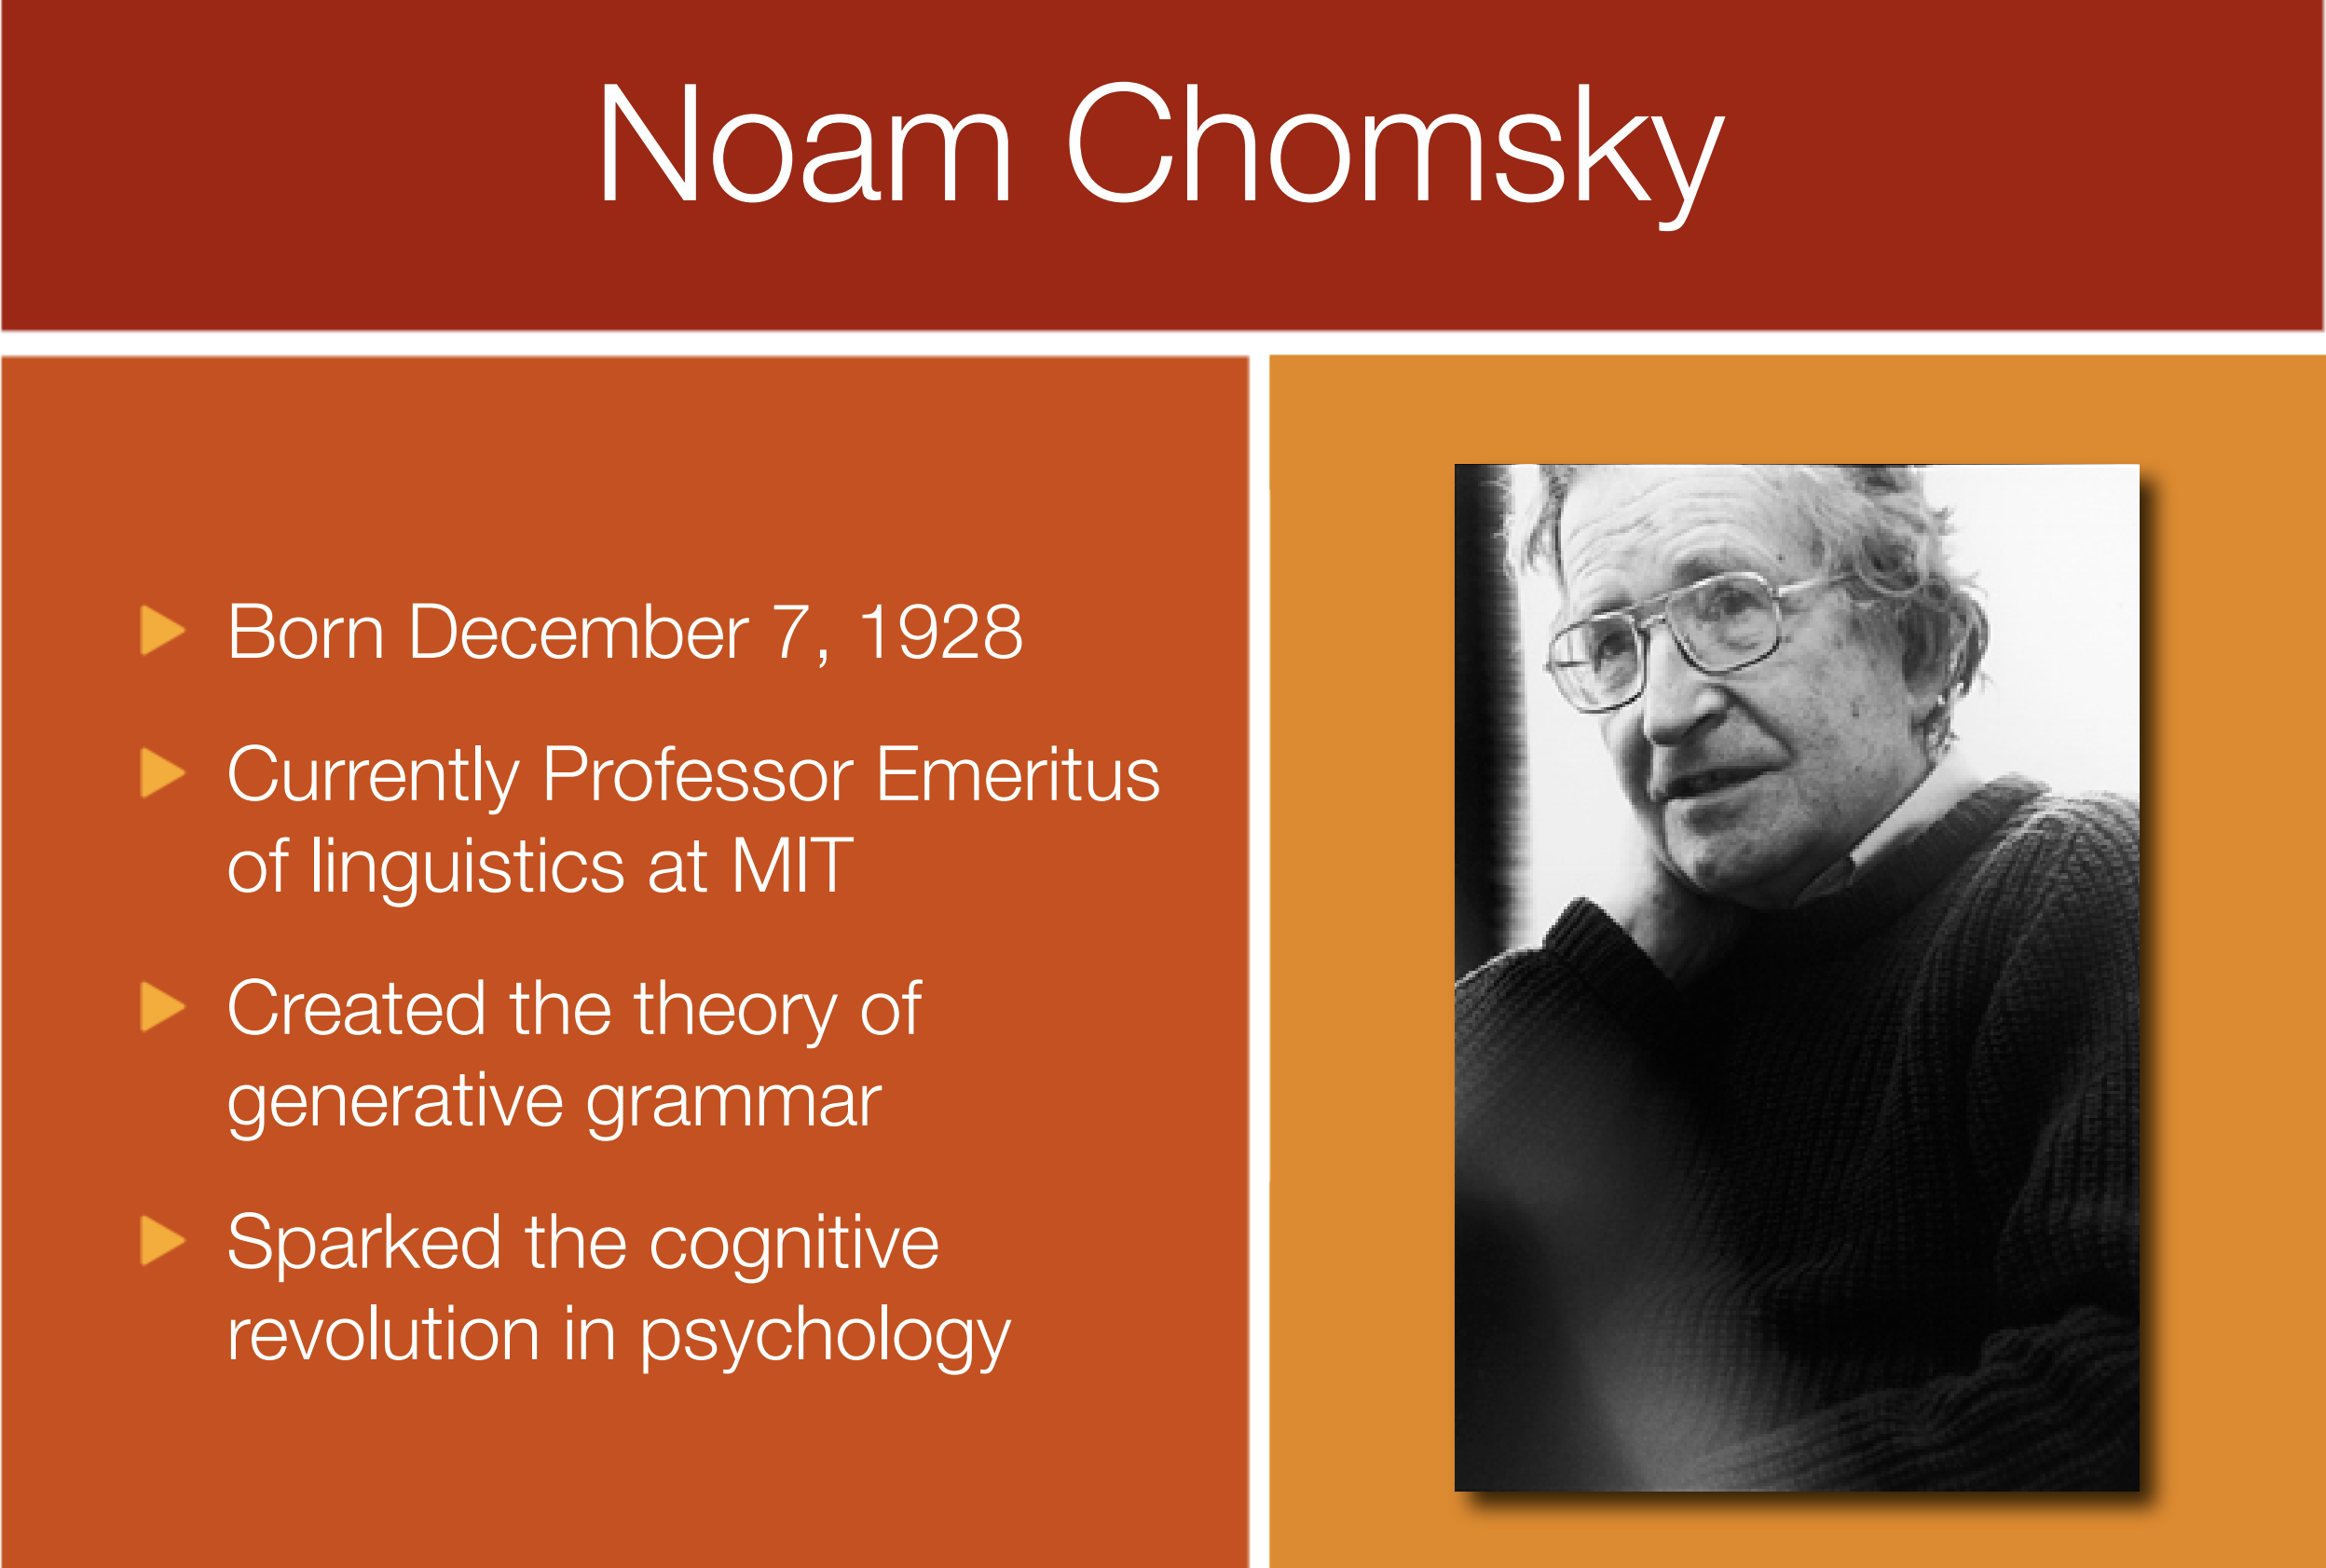 Noam Chomsky
Born December 7, 1928
Currently Professor Emeritus
of linguistics at MIT
Created the theory of
generative grammar
Sparked the cognitive
revolution in psychology